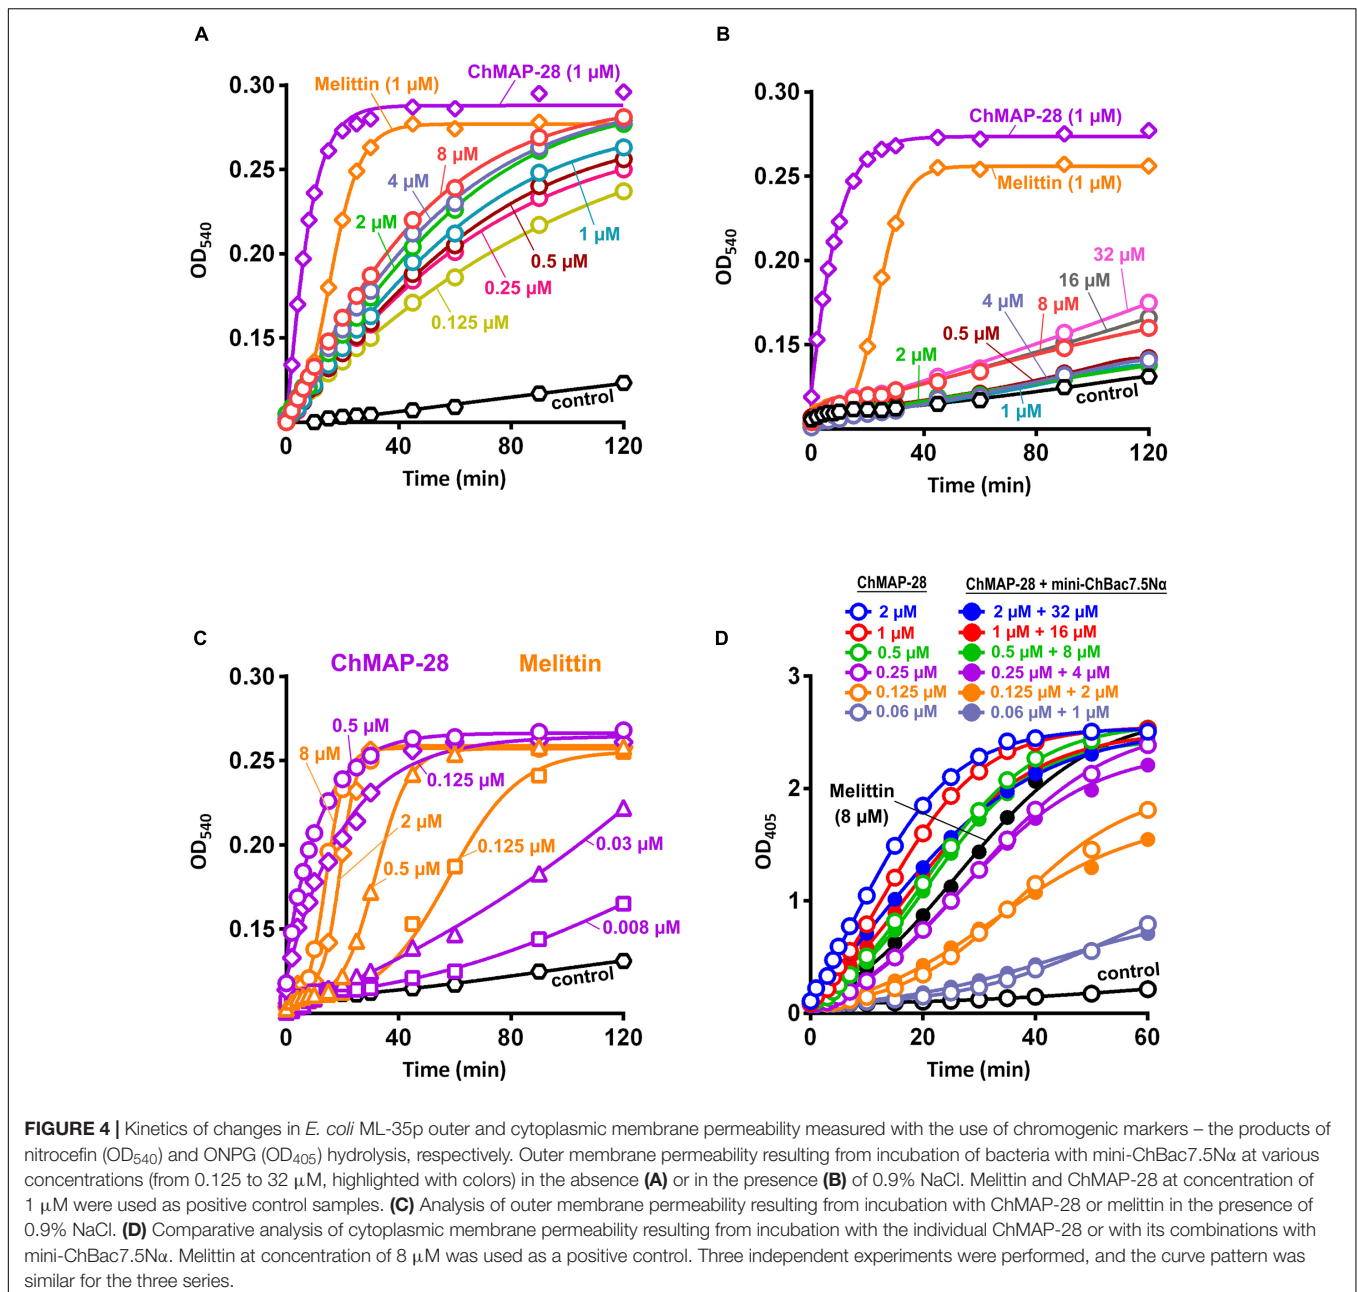 A
0.30
0.25
0.20
0.15
OD540
0
40
80
120
Time (min)
Melittin (1 µM)
ChMAP-28 (1 µM)
8 µM
4 µM
2 µM
1 µM
0.5 µM
0.25 µM
0.125 µM
control
B
0.30
0.25
0.20
0.15
OD540
0
40
80
120
Time (min)
ChMAP-28 (1 µM)
Melittin (1 µM)
32 µM
16 µM
4 µM
8 µM
0.5 µM
2 µM
1 µM
control
C
ChMAP-28
Melittin
0.30
0.25
0.20
0.15
OD540
0
40
80
120
Time (min)
0.5 µM
8 µM
0.125 µM
2 µM
0.5 µM
0.125 µM
0.03 µM
0.008 µM
control
D
ChMAP-28 ChMAP-28 + mini-ChBac7.5Nα
2 µM 2 µM + 32 µM
1 µM 1 µM + 16 µM
0.5 µM 0.5 µM + 8 µM
0.25 µM 0.25 µM + 4 µM
0.125 µM 0.125 µM + 2 µM
0.06 µM 0.06 µM + 1 µM
3
2
1
0
OD405
0
20
40
60
Time (min)
Melittin
(8 µM)
control
FIGURE 4 | Kinetics of changes in E. coli ML-35p outer and cytoplasmic membrane permeability measured with the use of chromogenic markers – the products of
nitrocefin (OD540) and ONPG (OD405) hydrolysis, respectively. Outer membrane permeability resulting from incubation of bacteria with mini-ChBac7.5Nα at various
concentrations (from 0.125 to 32 µM, highlighted with colors) in the absence (A) or in the presence (B) of 0.9% NaCl. Melittin and ChMAP-28 at concentration of
1 µM were used as positive control samples. (C) Analysis of outer membrane permeability resulting from incubation with ChMAP-28 or melittin in the presence of
0.9% NaCl. (D) Comparative analysis of cytoplasmic membrane permeability resulting from incubation with the individual ChMAP-28 or with its combinations with
mini-ChBac7.5Nα. Melittin at concentration of 8 µM was used as a positive control. Three independent experiments were performed, and the curve pattern was
similar for the three series.